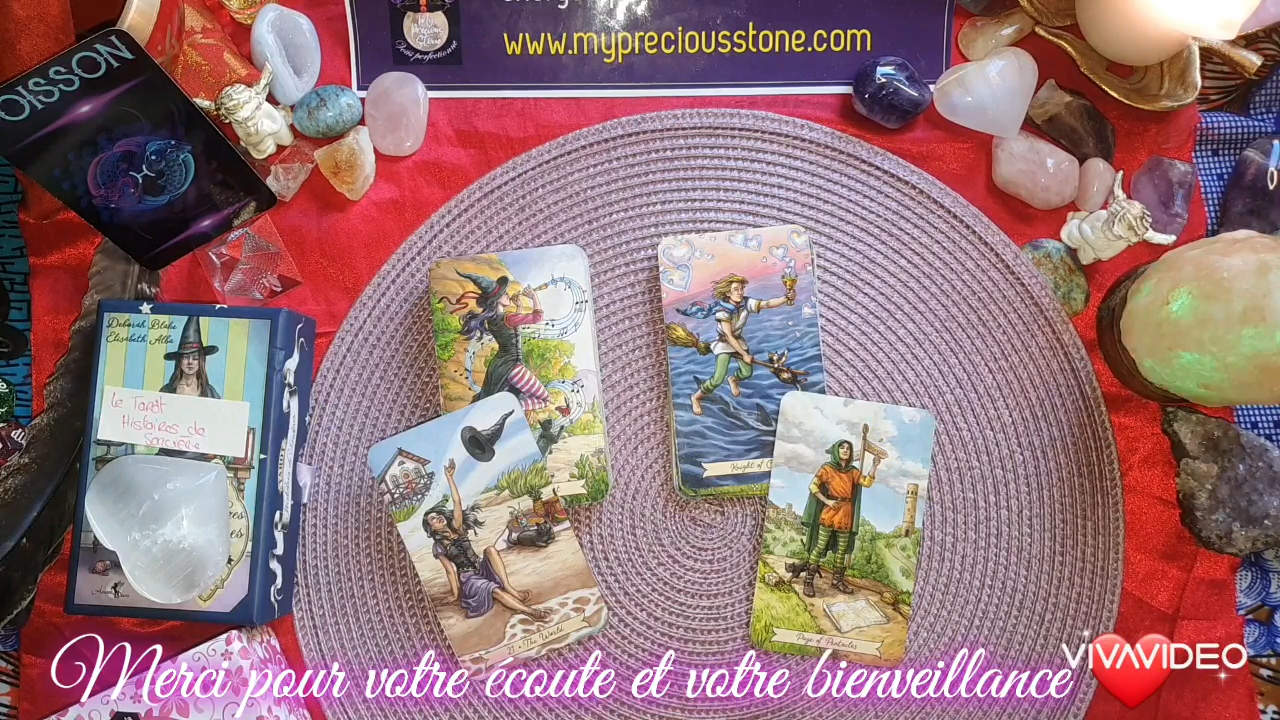 www.mypreciousstone.com
OISSON
Deborah Blake
Elisabeth Alba
Le Tarot
Histoires de
Sorcière
Knight of C
21 • The World
Page of Pentacles
Merci pour votre écoute et votre bienveillance
VIVAVIDEO